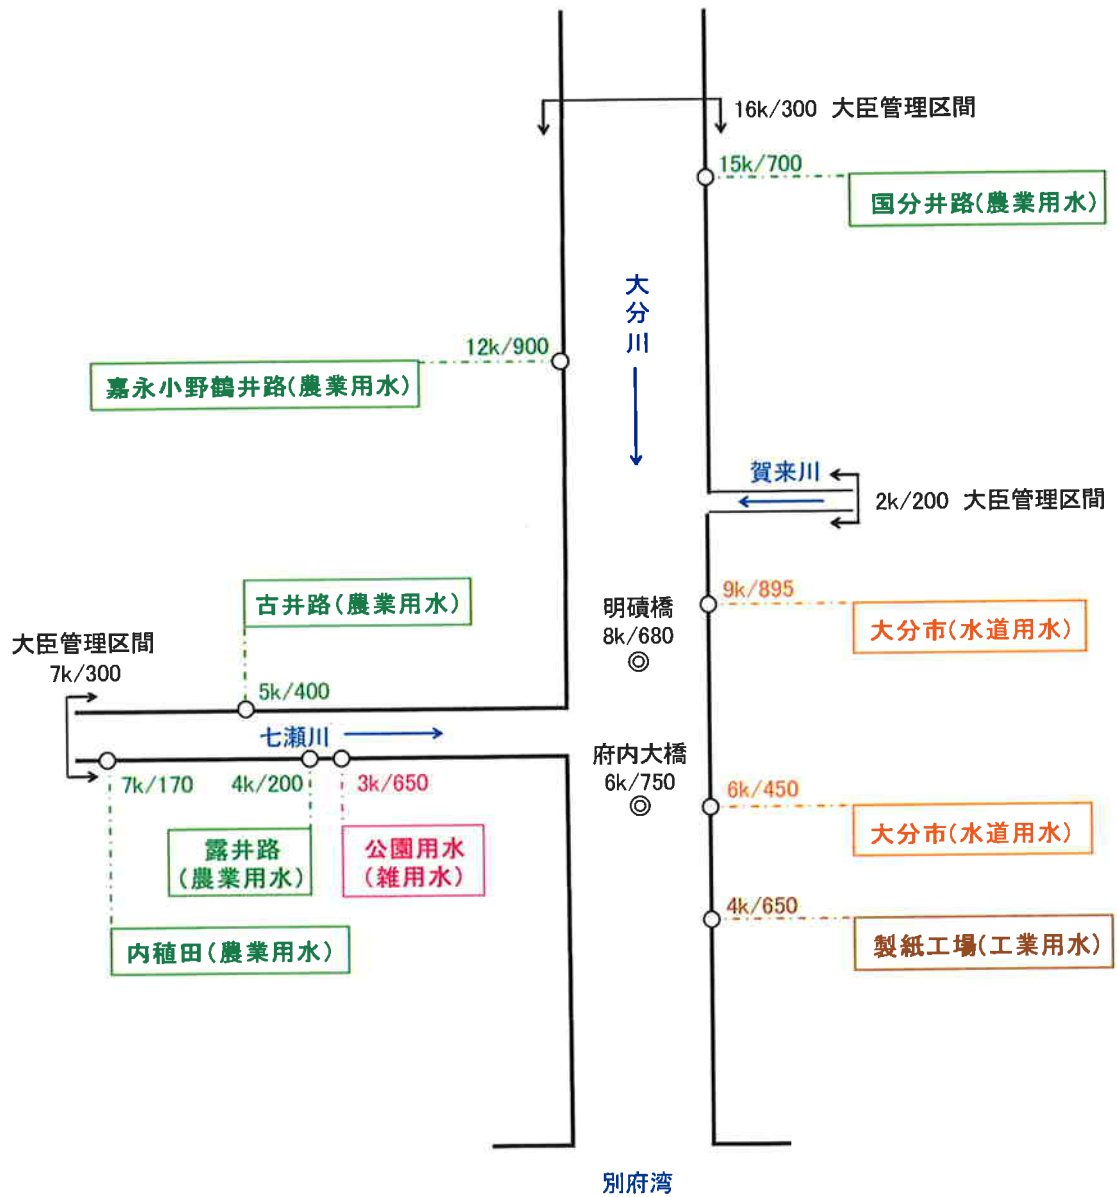 16k/300 大臣管理区間
15k/700
国分井路(農業用水)
大分川
12k/900
嘉永小野鶴井路(農業用水)
賀来川
2k/200 大臣管理区間
9k/895
大分市(水道用水)
明磧橋
8k/680
古井路(農業用水)
大臣管理区間
7k/300
5k/400
七瀬川
7k/170
4k/200
3k/650
府内大橋
6k/750
6k/450
大分市(水道用水)
露井路
(農業用水)
公園用水
(雑用水)
4k/650
製紙工場(工業用水)
内稙田(農業用水)
別府湾